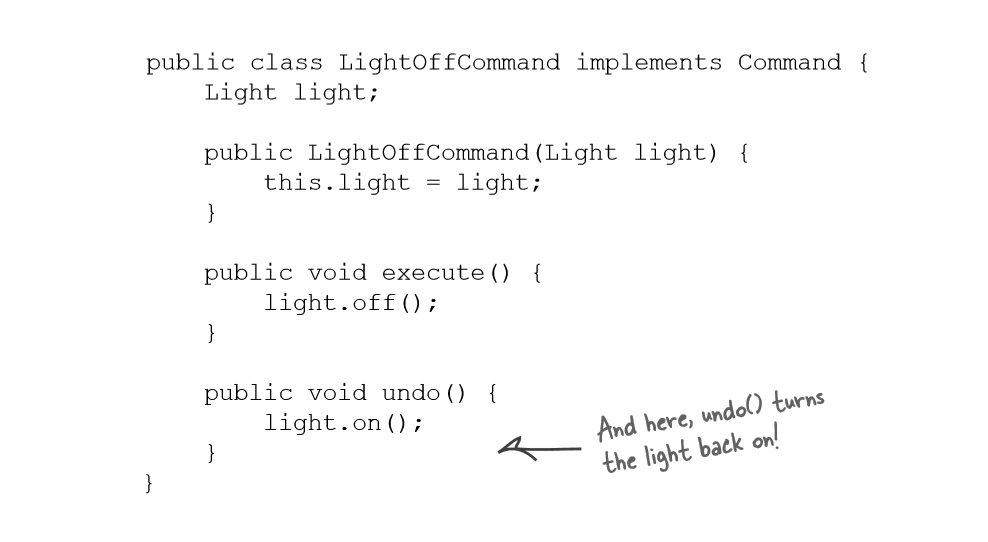 public class LightOffCommand implements Command {
    Light light;
    public LightOffCommand(Light light) {
        this.light = light;
    }
    public void execute() {
        light.off();
    }
    public void undo() {
        light.on();
    }
}
And here, undo() turns
the light back on!